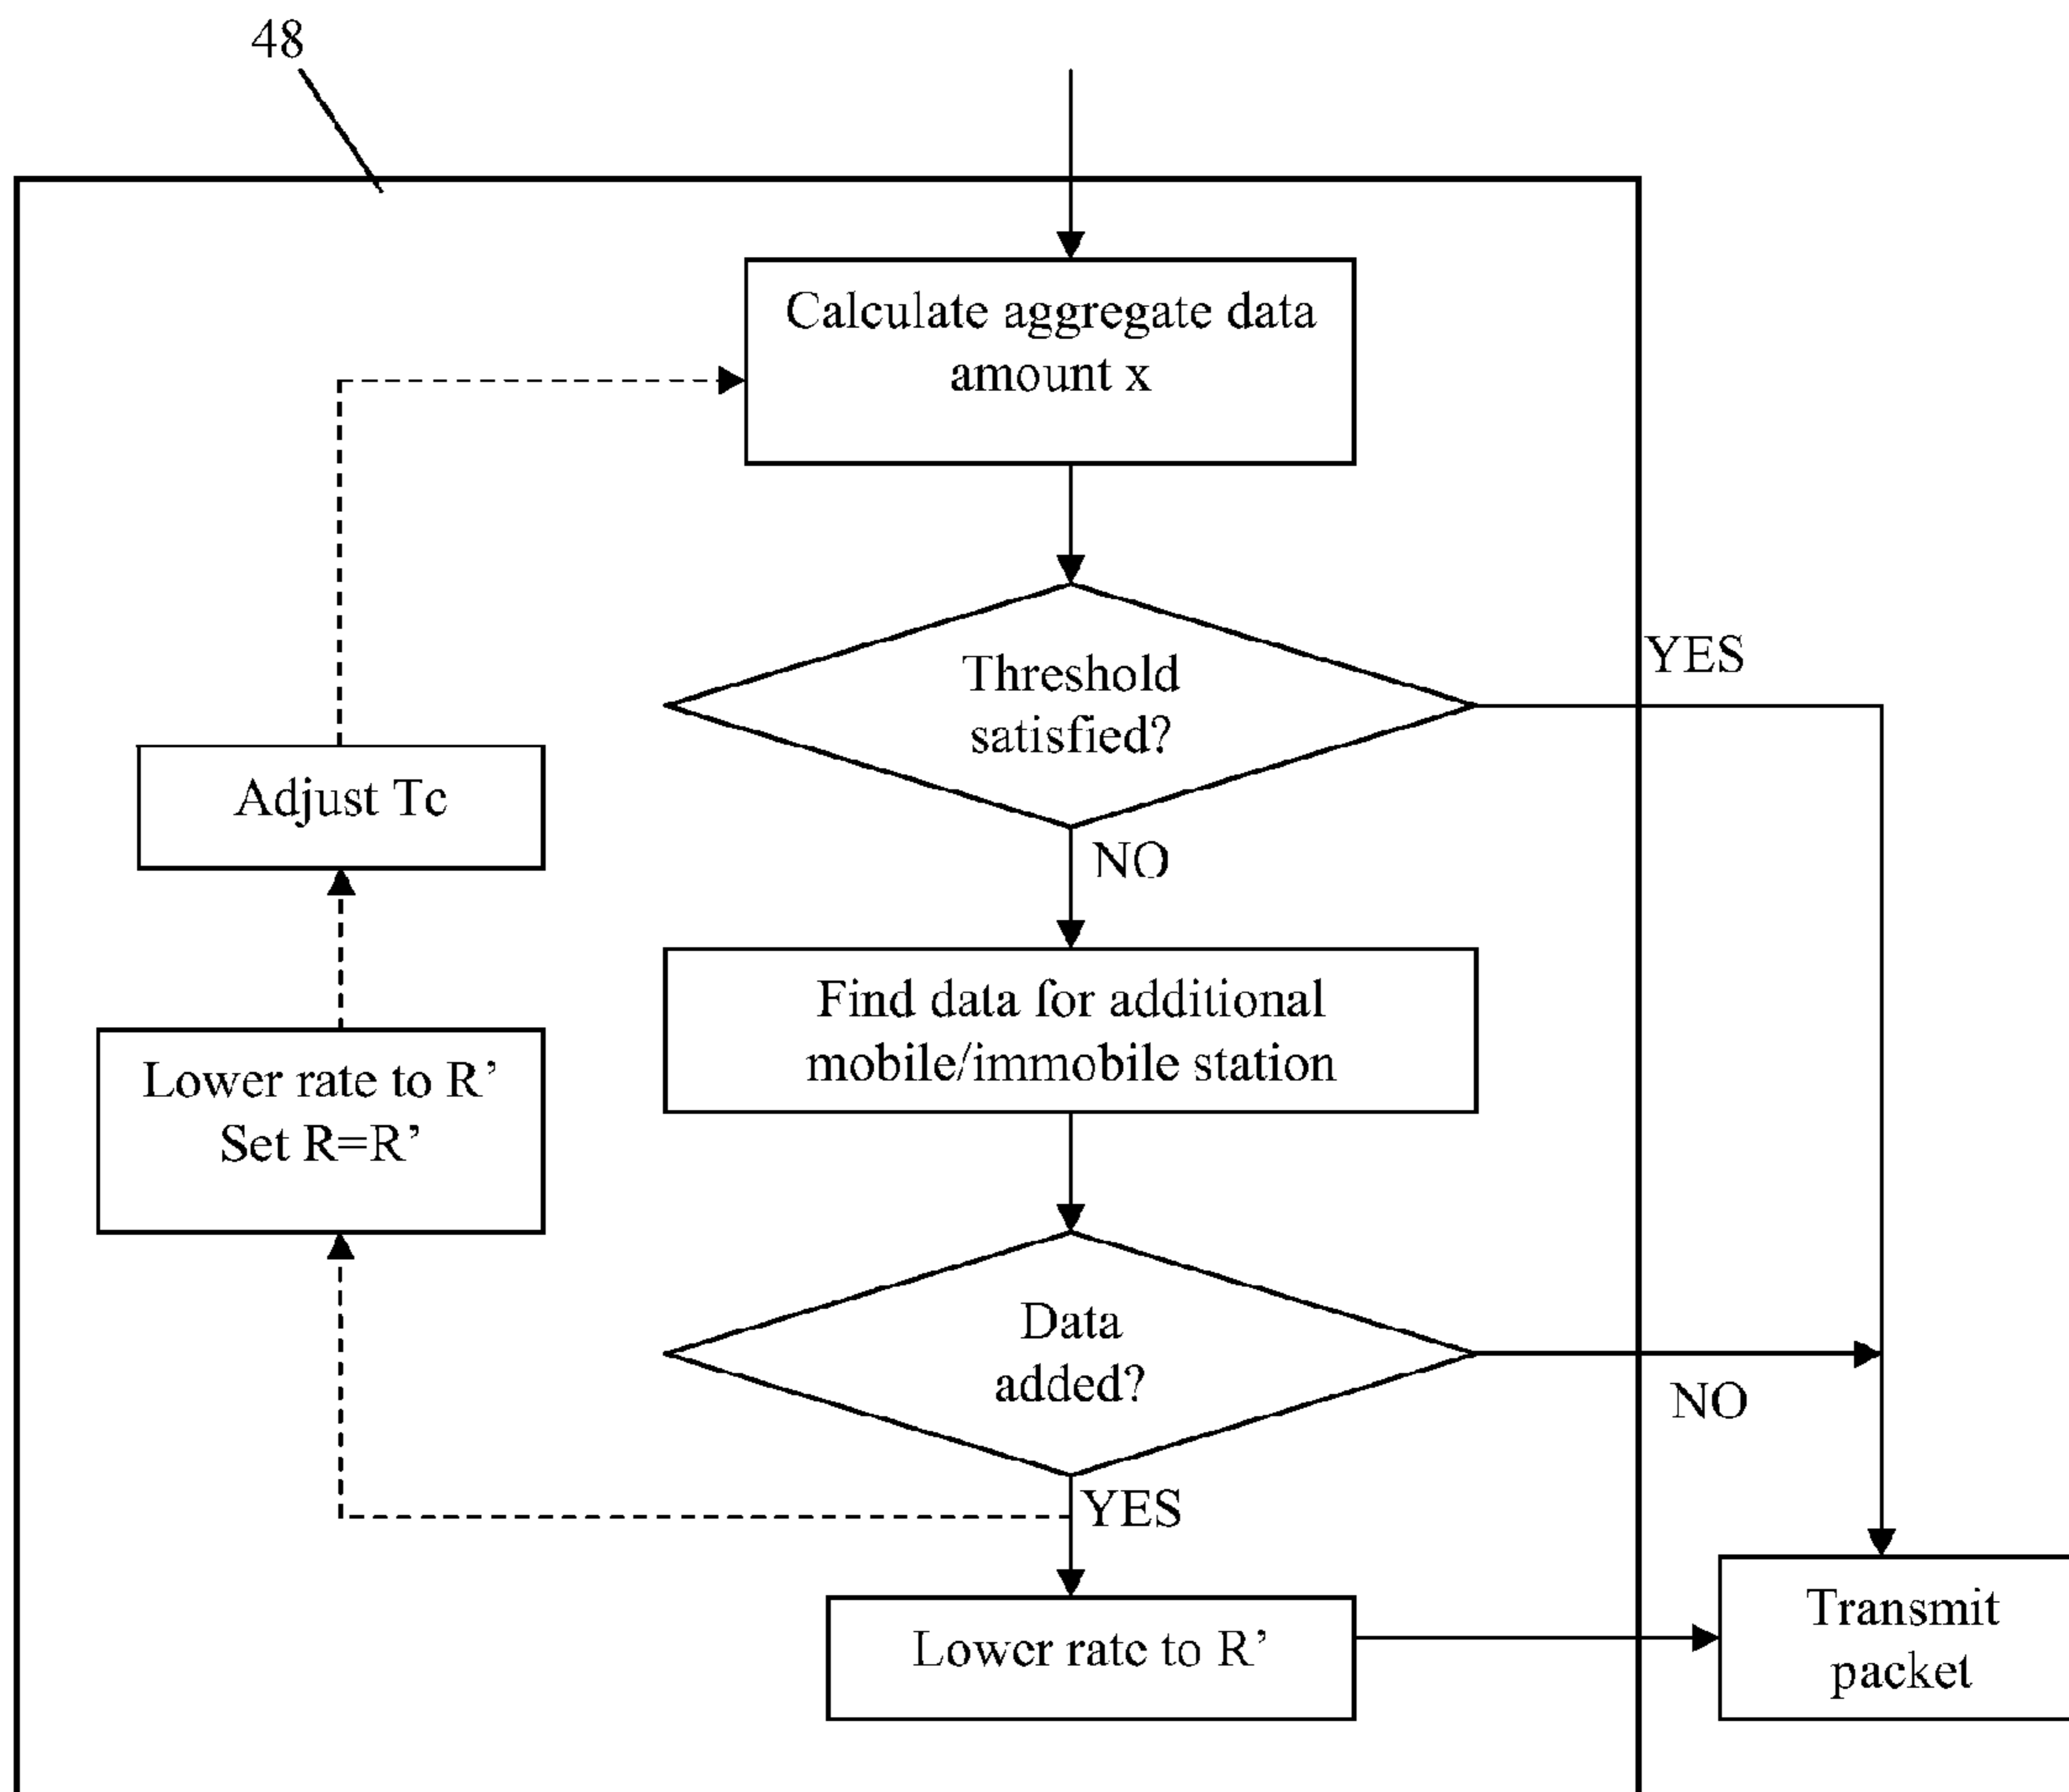 48
Calculate aggregate data
amount x
Threshold
satisfied?
YES
NO
Adjust Tc
Find data for additional
mobile/immobile station
Lower rate to R’
Set R=R’
Data
added?
NO
YES
Lower rate to R’
Transmit
packet